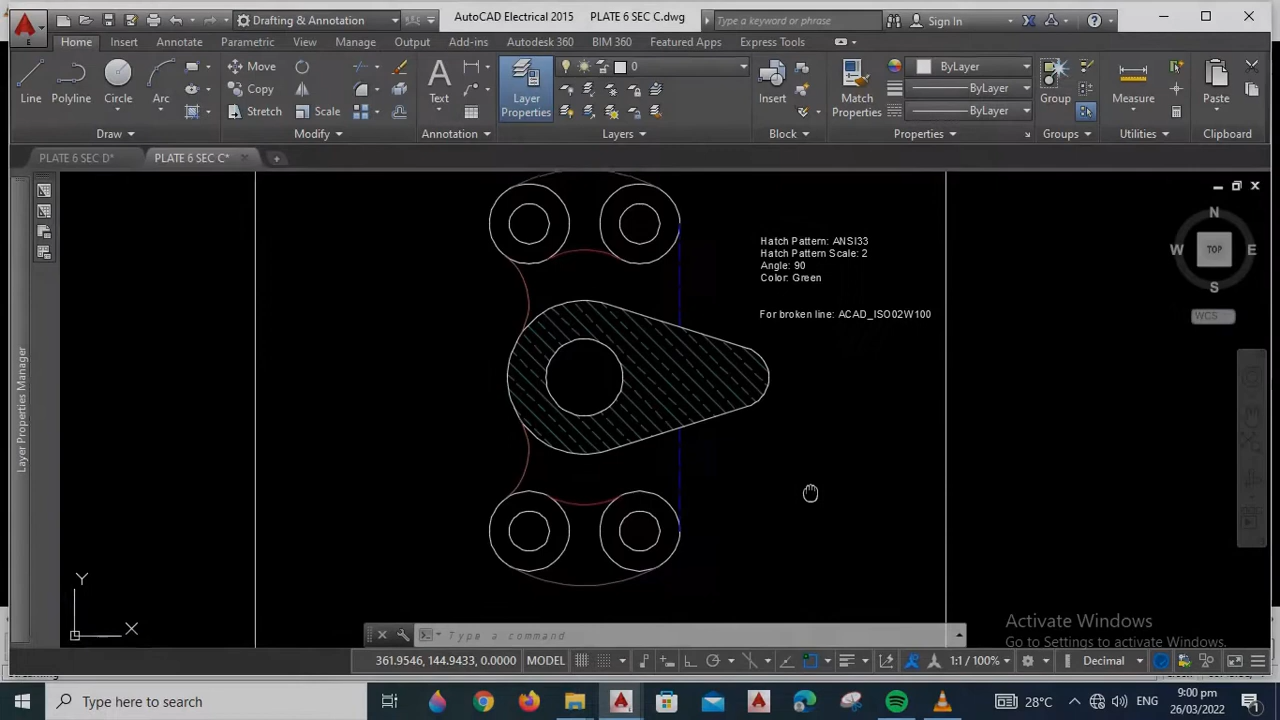 Drafting & Annotation
AutoCAD Electrical 2015 PLATE 6 SEC C.dwg
Type a keyword or phrase
Sign In
Home Insert Annotate Parametric View Manage Output Add-ins Autodesk 360 BIM 360 Featured Apps Express Tools
Line Polyline Circle Arc
Move
Copy
Stretch Scale
Text
Layer Properties
0
Insert
Match Properties
ByLayer
ByLayer
ByLayer
Group
Measure
Paste
Draw Modify Annotation Layers Block Properties Groups Utilities Clipboard
PLATE 6 SEC D* PLATE 6 SEC C*
Layer Properties Manager
Hatch Pattern: ANSI33
Hatch Pattern Scale: 2
Angle: 90
Color: Green
For broken line: ACAD_ISO02W100
N
W TOP E
S
WCS
Y
X
Type a command
Activate Windows
Go to Settings to activate Windows.
361.9546, 144.9433, 0.0000 MODEL 1:1 / 100% Decimal
Type here to search
28°C ENG
9:00 pm
26/03/2022